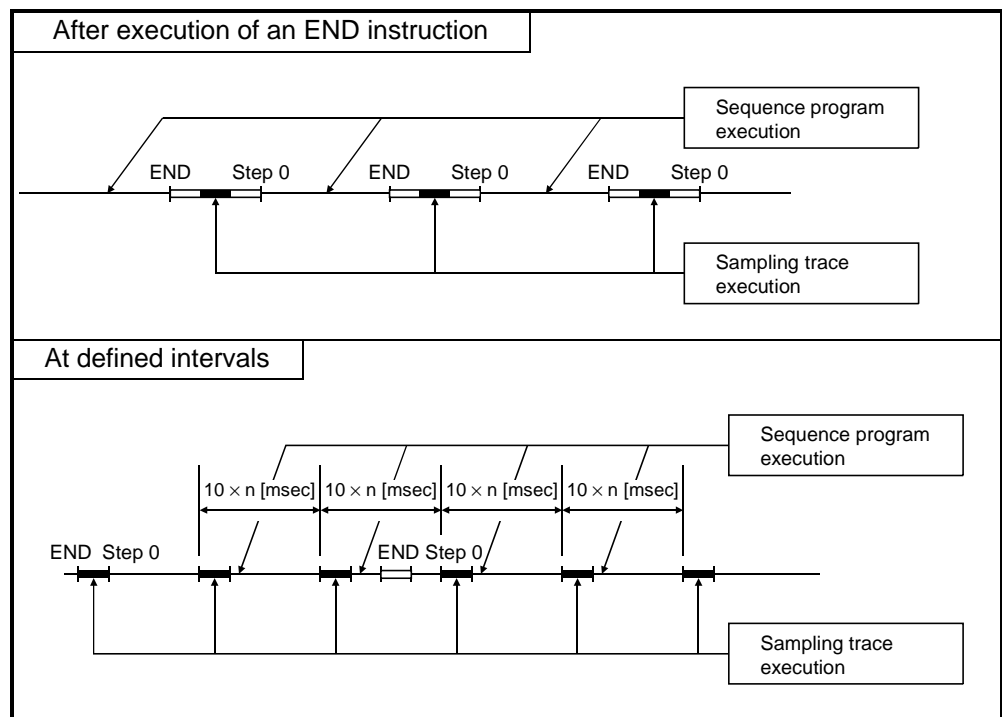 After execution of an END instruction
Sequence program
execution
END Step 0 END Step 0 END Step 0
Sampling trace
execution
At defined intervals
Sequence program
execution
10 × n [msec] 10 × n [msec] 10 × n [msec] 10 × n [msec]
END Step 0 END Step 0
Sampling trace
execution